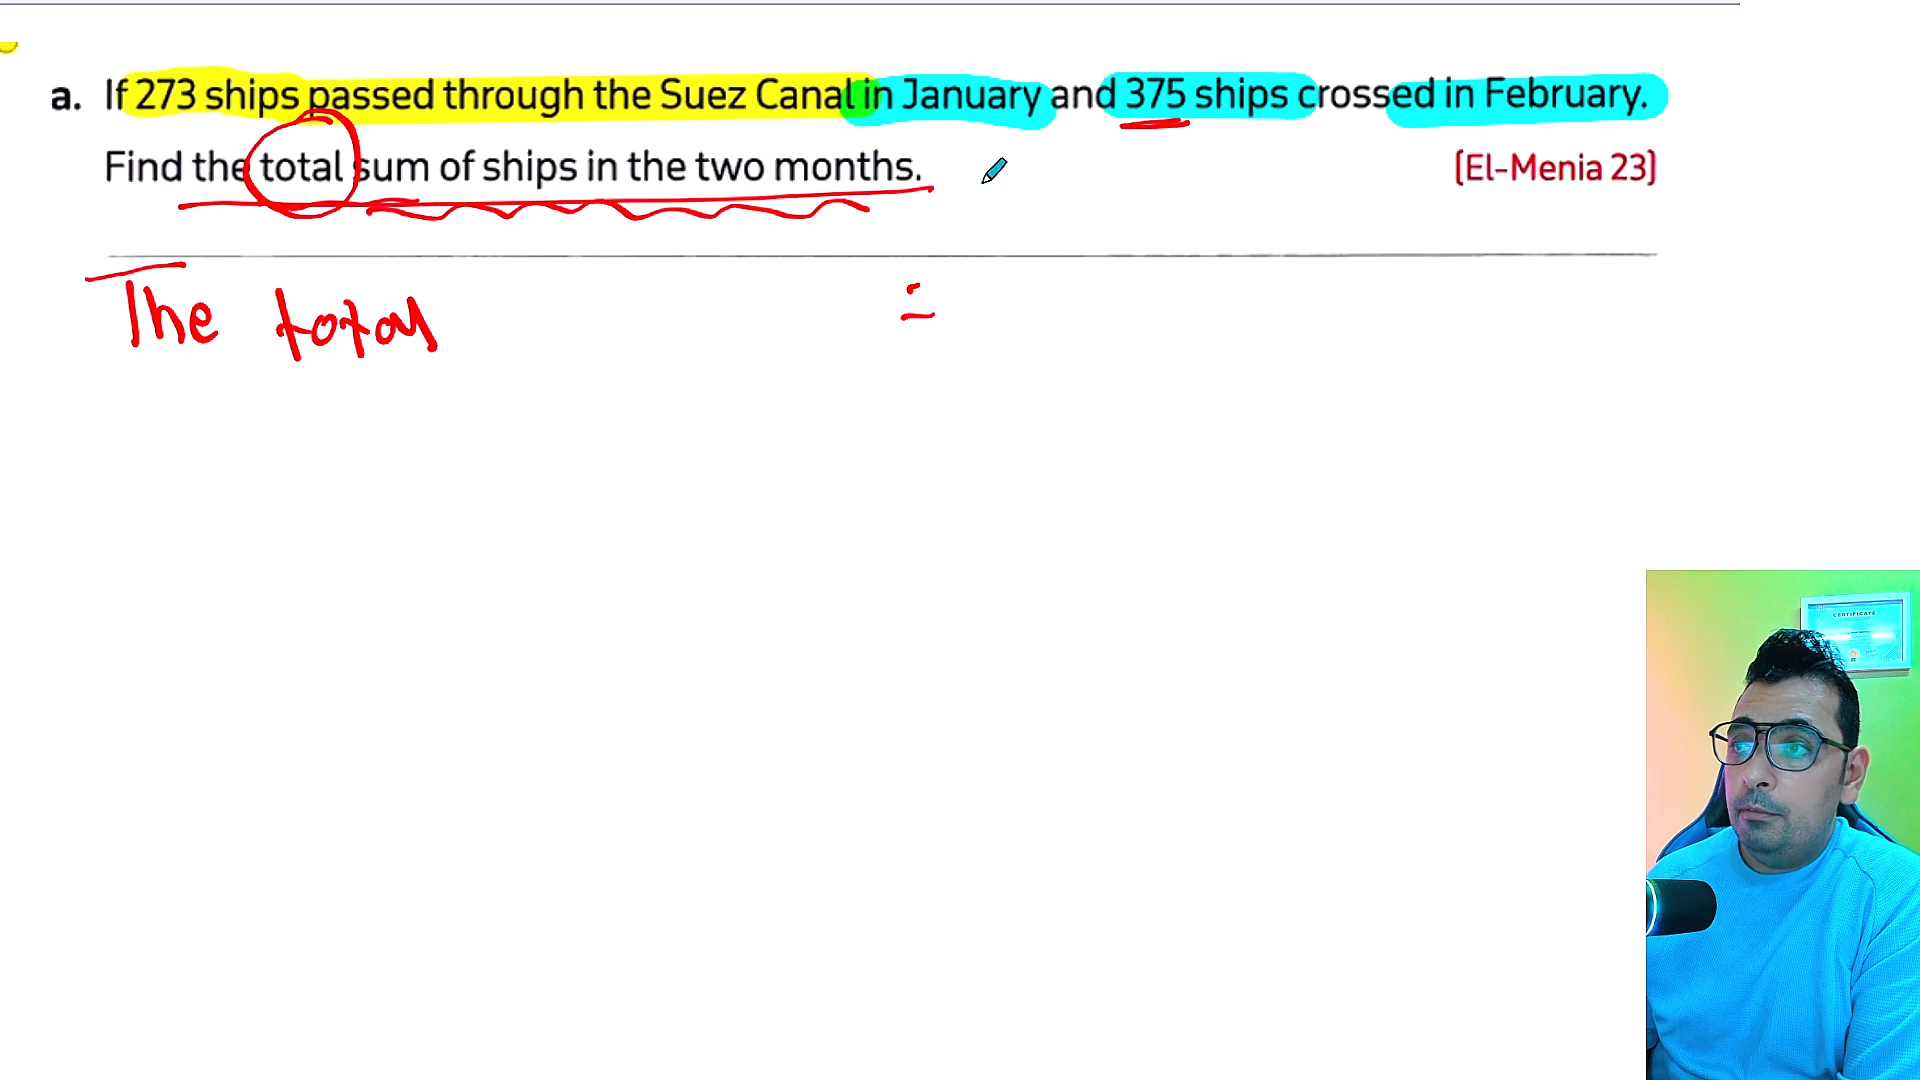 a. If 273 ships passed through the Suez Canal in January and 375 ships crossed in February.
Find the total sum of ships in the two months. [El-Menia 23]
The total =
CERTIFICATE